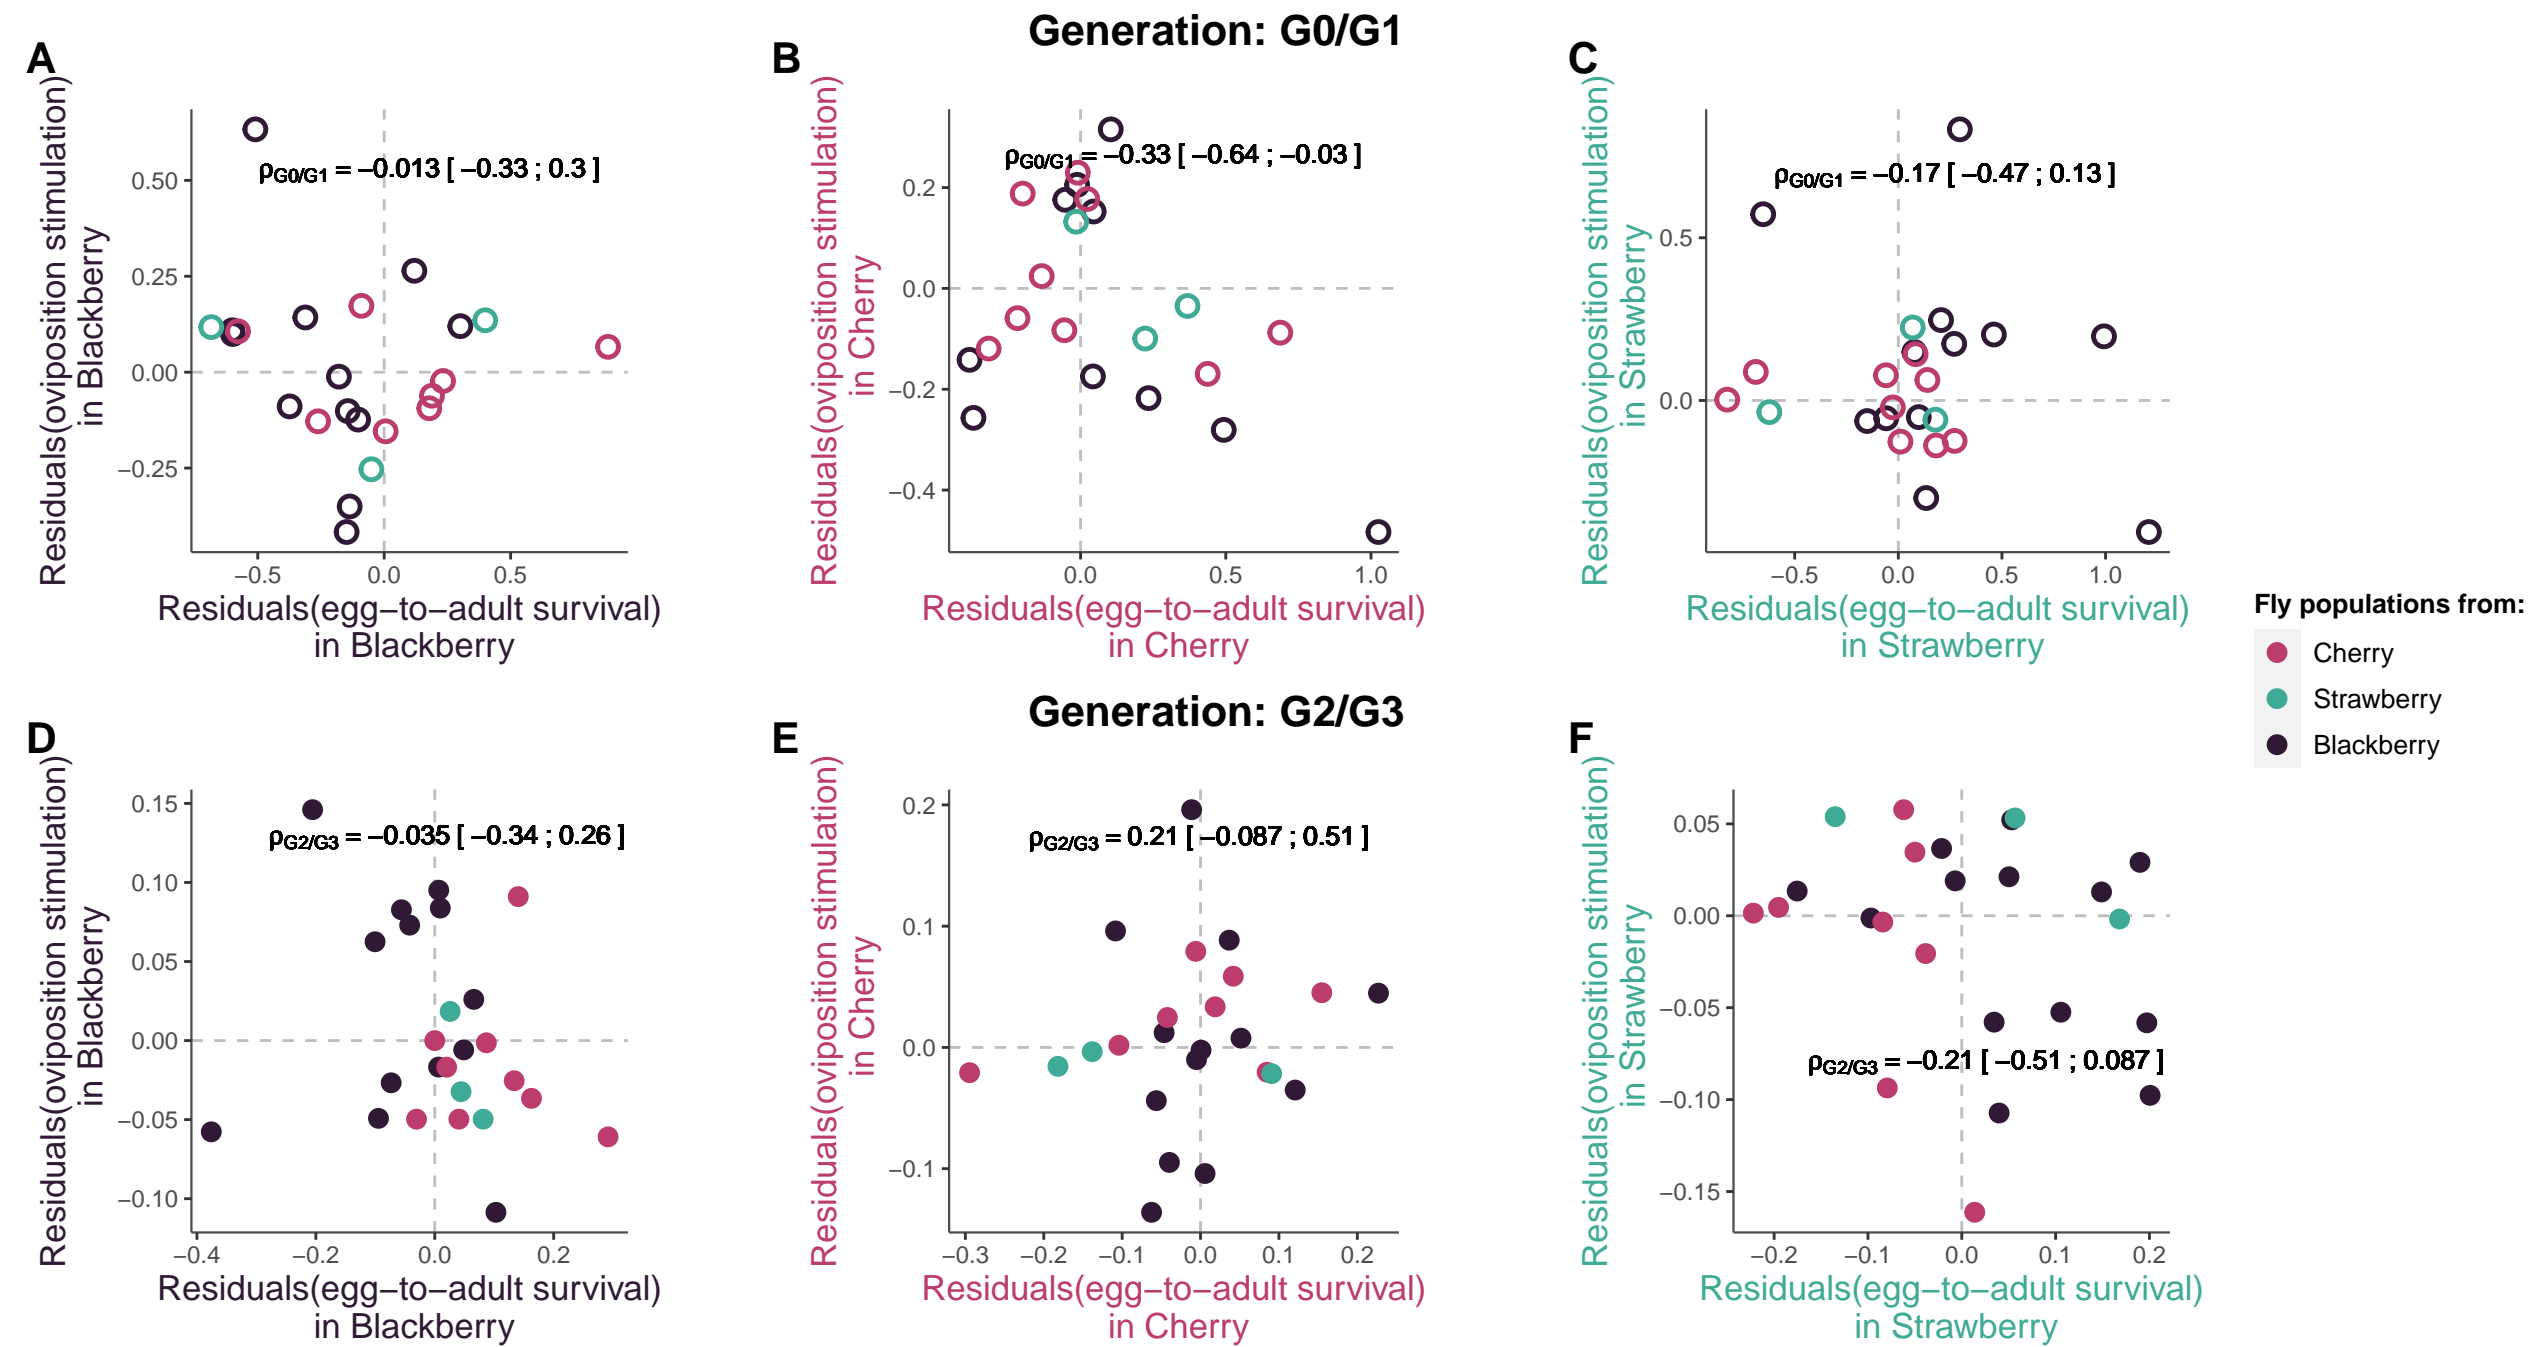 Generation: G0/G1
A
Residuals(oviposition stimulation)
in Blackberry
0.50
0.25
0.00
−0.25
ρG0/G1 = −0.013 [ −0.33 ; 0.3 ]
−0.5
0.0
0.5
Residuals(egg−to−adult survival)
in Blackberry
B
Residuals(oviposition stimulation)
in Cherry
0.2
0.0
−0.2
−0.4
ρG0/G1 = −0.33 [ −0.64 ; −0.03 ]
0.0
0.5
1.0
Residuals(egg−to−adult survival)
in Cherry
C
Residuals(oviposition stimulation)
in Strawberry
0.5
0.0
ρG0/G1 = −0.17 [ −0.47 ; 0.13 ]
−0.5
0.0
0.5
1.0
Residuals(egg−to−adult survival)
in Strawberry
Fly populations from:
Cherry
Strawberry
Blackberry
Generation: G2/G3
D
Residuals(oviposition stimulation)
in Blackberry
0.15
0.10
0.05
0.00
−0.05
−0.10
ρG2/G3 = −0.035 [ −0.34 ; 0.26 ]
−0.4
−0.2
0.0
0.2
Residuals(egg−to−adult survival)
in Blackberry
E
Residuals(oviposition stimulation)
in Cherry
0.2
0.1
0.0
−0.1
ρG2/G3 = 0.21 [ −0.087 ; 0.51 ]
−0.3
−0.2
−0.1
0.0
0.1
0.2
Residuals(egg−to−adult survival)
in Cherry
F
Residuals(oviposition stimulation)
in Strawberry
0.05
0.00
−0.05
−0.10
−0.15
ρG2/G3 = −0.21 [ −0.51 ; 0.087 ]
−0.2
−0.1
0.0
0.1
0.2
Residuals(egg−to−adult survival)
in Strawberry